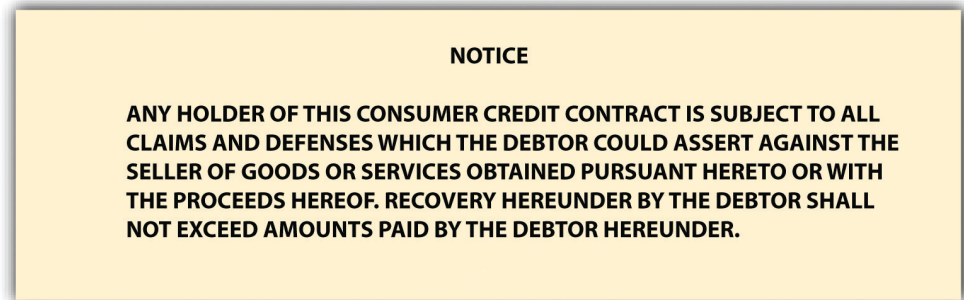 NOTICE
ANY HOLDER OF THIS CONSUMER CREDIT CONTRACT IS SUBJECT TO ALL
CLAIMS AND DEFENSES WHICH THE DEBTOR COULD ASSERT AGAINST THE
SELLER OF GOODS OR SERVICES OBTAINED PURSUANT HERETO OR WITH
THE PROCEEDS HEREOF. RECOVERY HEREUNDER BY THE DEBTOR SHALL
NOT EXCEED AMOUNTS PAID BY THE DEBTOR HEREUNDER.